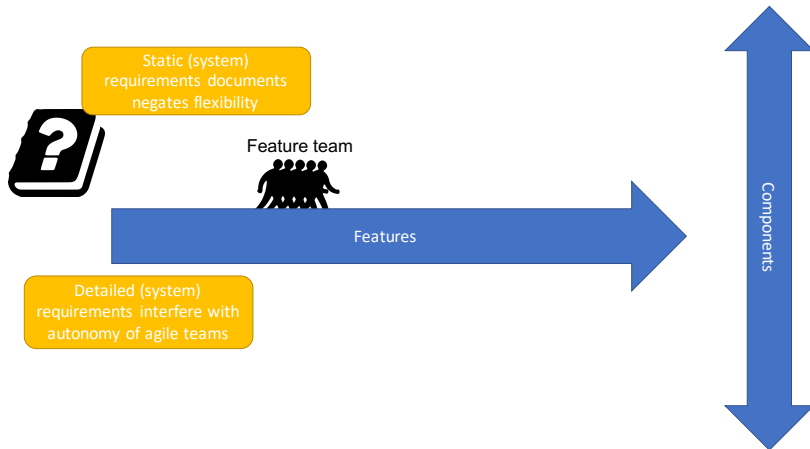 Static (system)
requirements documents
negates flexibility
?
Feature team
Features
Components
Detailed (system)
requirements interfere with
autonomy of agile teams